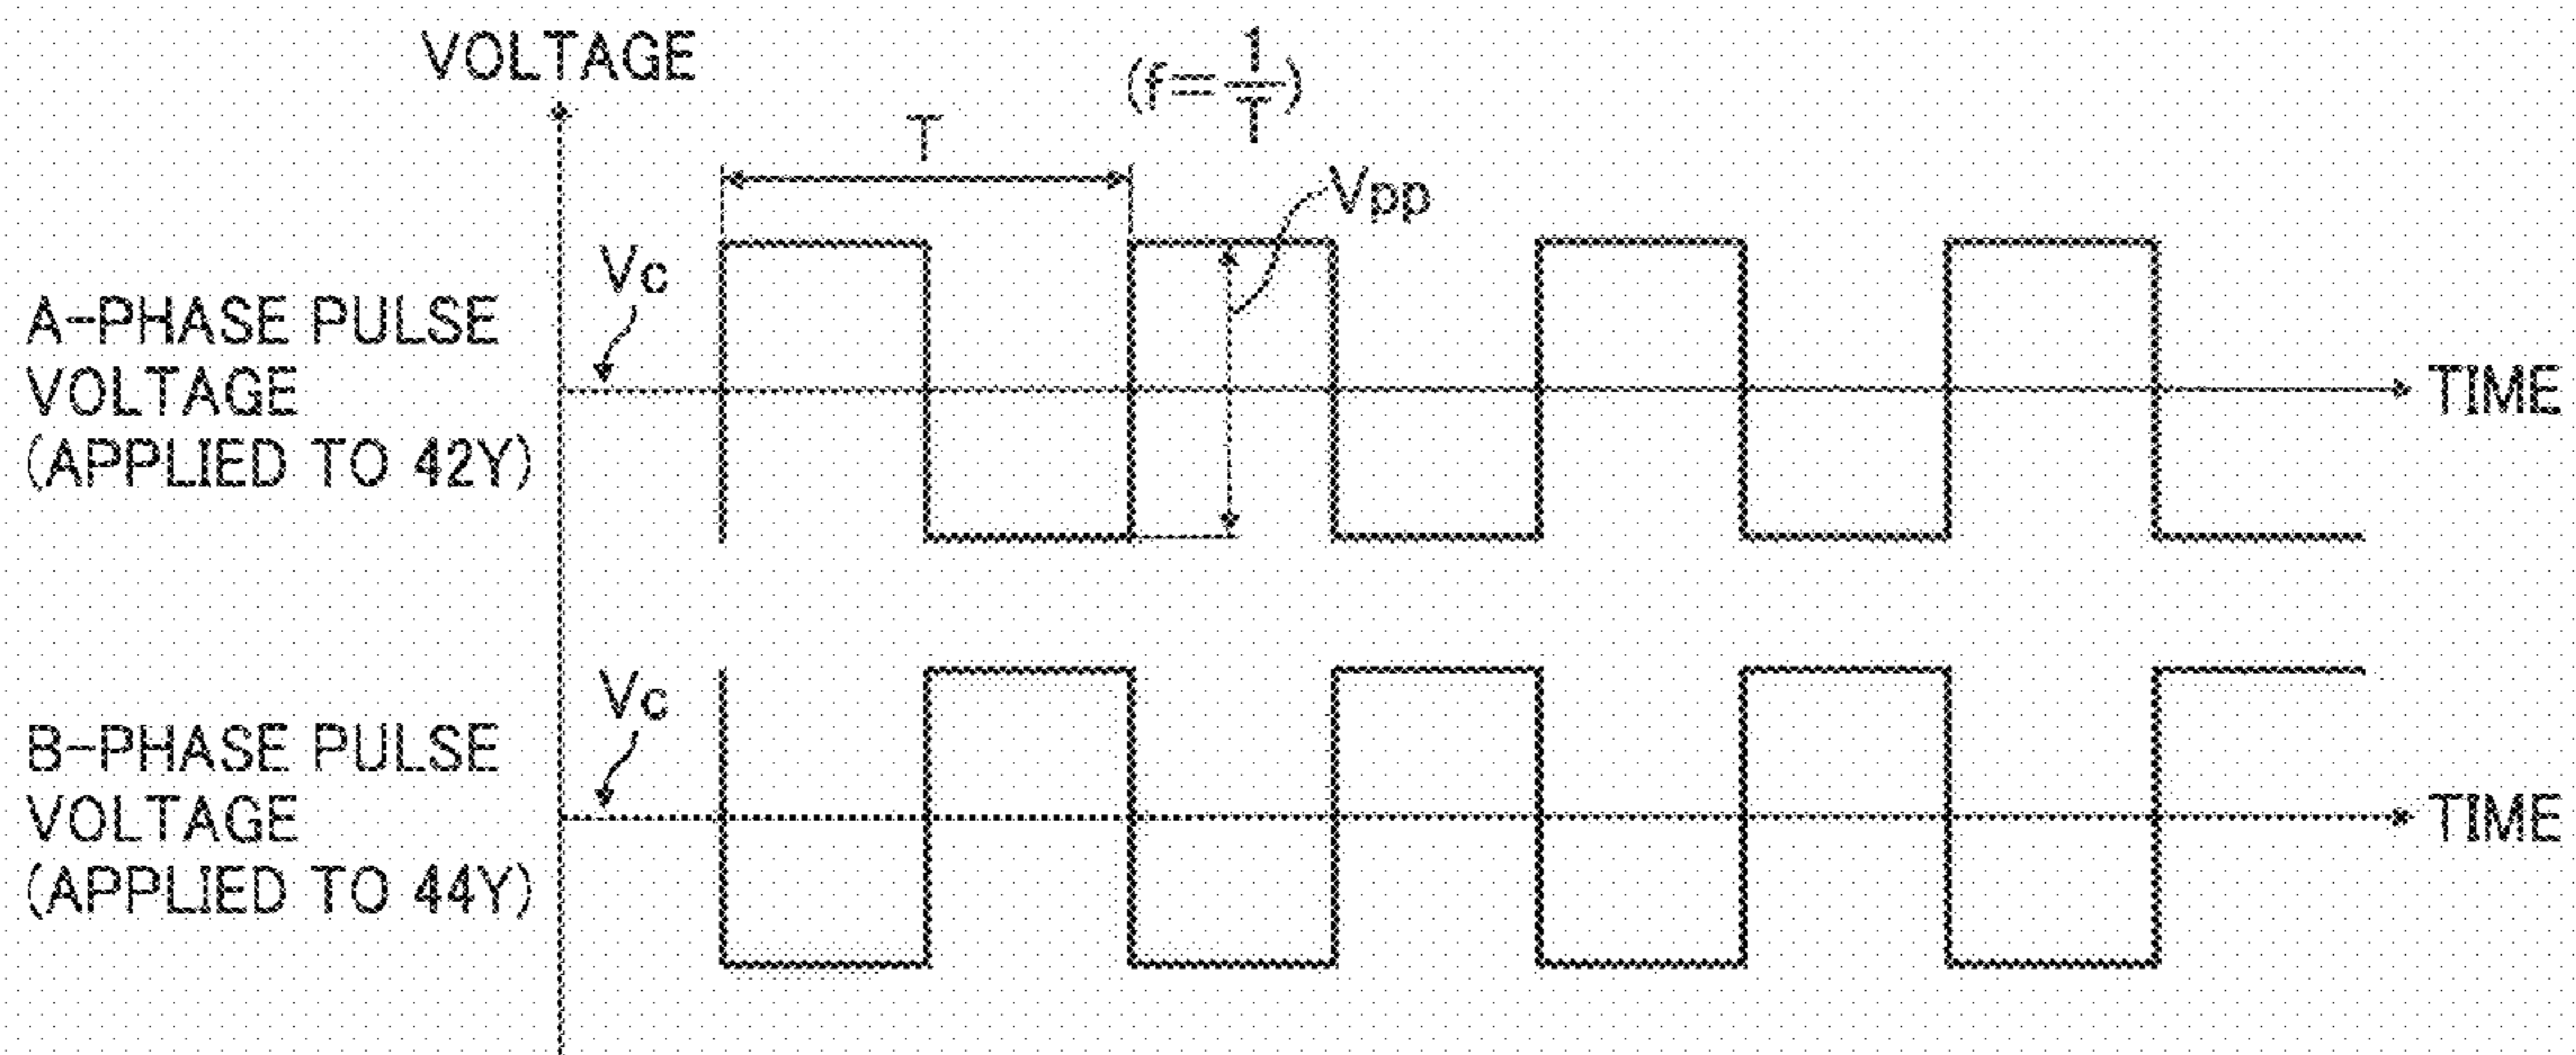 VOLTAGE
(f=1/T)
T
Vpp
Vc
A-PHASE PULSE
VOLTAGE
(APPLIED TO 42Y)
TIME
Vc
B-PHASE PULSE
VOLTAGE
(APPLIED TO 44Y)
TIME